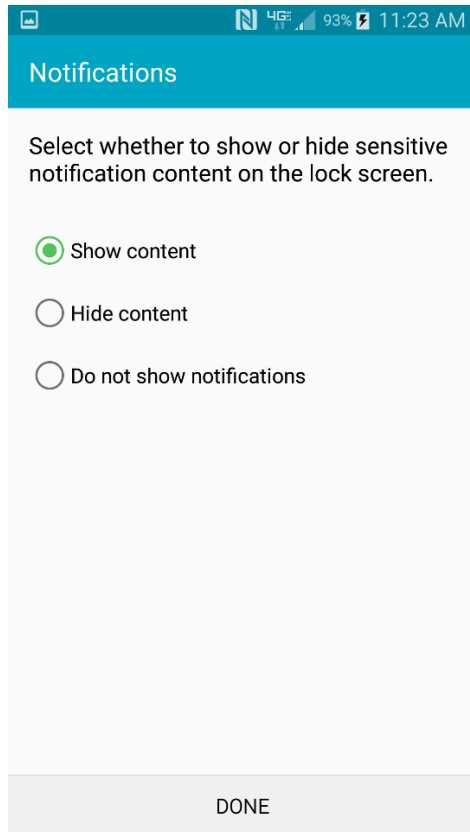 4G 93% 11:23 AM
Notifications
Select whether to show or hide sensitive
notification content on the lock screen.
Show content
Hide content
Do not show notifications
DONE